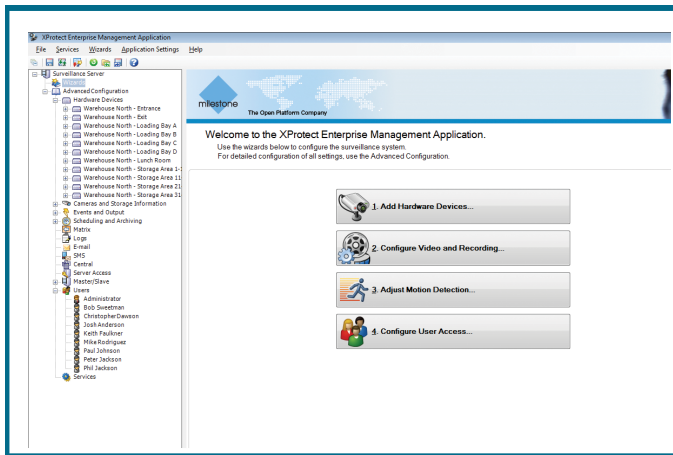 XProtect Enterprise Management Application
File Services Wizards Application Settings Help
Surveillance Server
Wizards
Advanced Configuration
Hardware Devices
Warehouse North - Entrance
Warehouse North - Exit
Warehouse North - Loading Bay A
Warehouse North - Loading Bay B
Warehouse North - Loading Bay C
Warehouse North - Loading Bay D
Warehouse North - Lunch Room
Warehouse North - Storage Area 1-
Warehouse North - Storage Area 11
Warehouse North - Storage Area 21
Warehouse North - Storage Area 31
Cameras and Storage Information
Events and Output
Scheduling and Archiving
Matrix
Logs
E-mail
SMS
Central
Server Access
Master/Slave
Users
Administrator
Bob Sweetman
ChristopherDawson
Josh Anderson
Keith Faulkner
Mike Rodriguez
Paul Johnson
Peter Jackson
Phil Jackson
Services
milestone
The Open Platform Company
Welcome to the XProtect Enterprise Management Application.
Use the wizards below to configure the surveillance system.
For detailed configuration of all settings, use the Advanced Configuration.
1. Add Hardware Devices...
2. Configure Video and Recording...
3. Adjust Motion Detection...
4. Configure User Access...